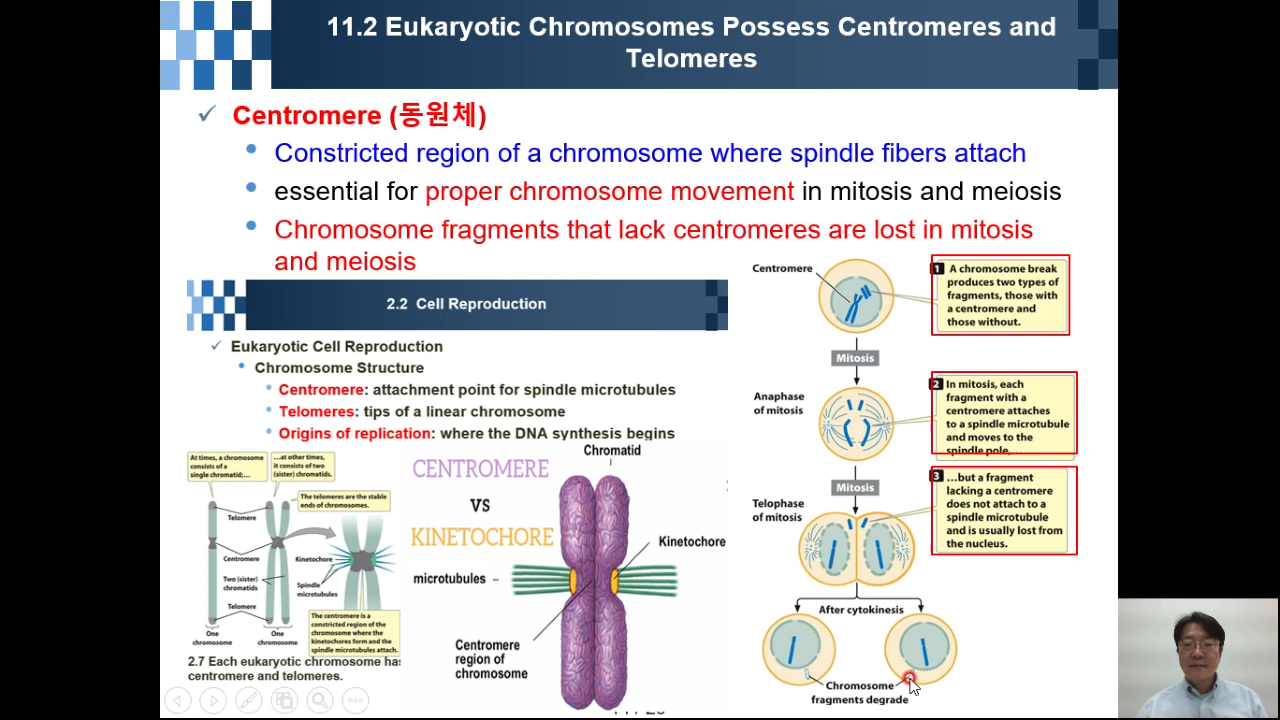 11.2 Eukaryotic Chromosomes Possess Centromeres and
Telomeres
Centromere (동원체)
Constricted region of a chromosome where spindle fibers attach
essential for proper chromosome movement in mitosis and meiosis
Chromosome fragments that lack centromeres are lost in mitosis
and meiosis
2.2 Cell Reproduction
Eukaryotic Cell Reproduction
Chromosome Structure
Centromere: attachment point for spindle microtubules
Telomeres: tips of a linear chromosome
Origins of replication: where the DNA synthesis begins
At times, a chromosome
consists of a
single chromatid;...
...at other times,
it consists of two
(sister) chromatids.
The telomeres are the stable
ends of chromosomes.
Telomere
Centromere
Two (sister)
chromatids
Telomere
Kinetochore
Spindle
microtubules
One
chromosome
One
chromosome
The centromere is a
constricted region of the
chromosome where the
kinetochores form and the
spindle microtubules attach.
2.7 Each eukaryotic chromosome has
centromere and telomeres.
CENTROMERE
VS
KINETOCHORE
Chromatid
Kinetochore
microtubules
Centromere
region of
chromosome
Centromere
1 A chromosome break
produces two types of
fragments, those with
a centromere and
those without.
Mitosis
Anaphase
of mitosis
2 In mitosis, each
fragment with a
centromere attaches
to a spindle microtubule
and moves to the
spindle pole,
Mitosis
Telophase
of mitosis
3 ...but a fragment
lacking a centromere
does not attach to a
spindle microtubule
and is usually lost from
the nucleus.
After cytokinesis
Chromosome
fragments degrade